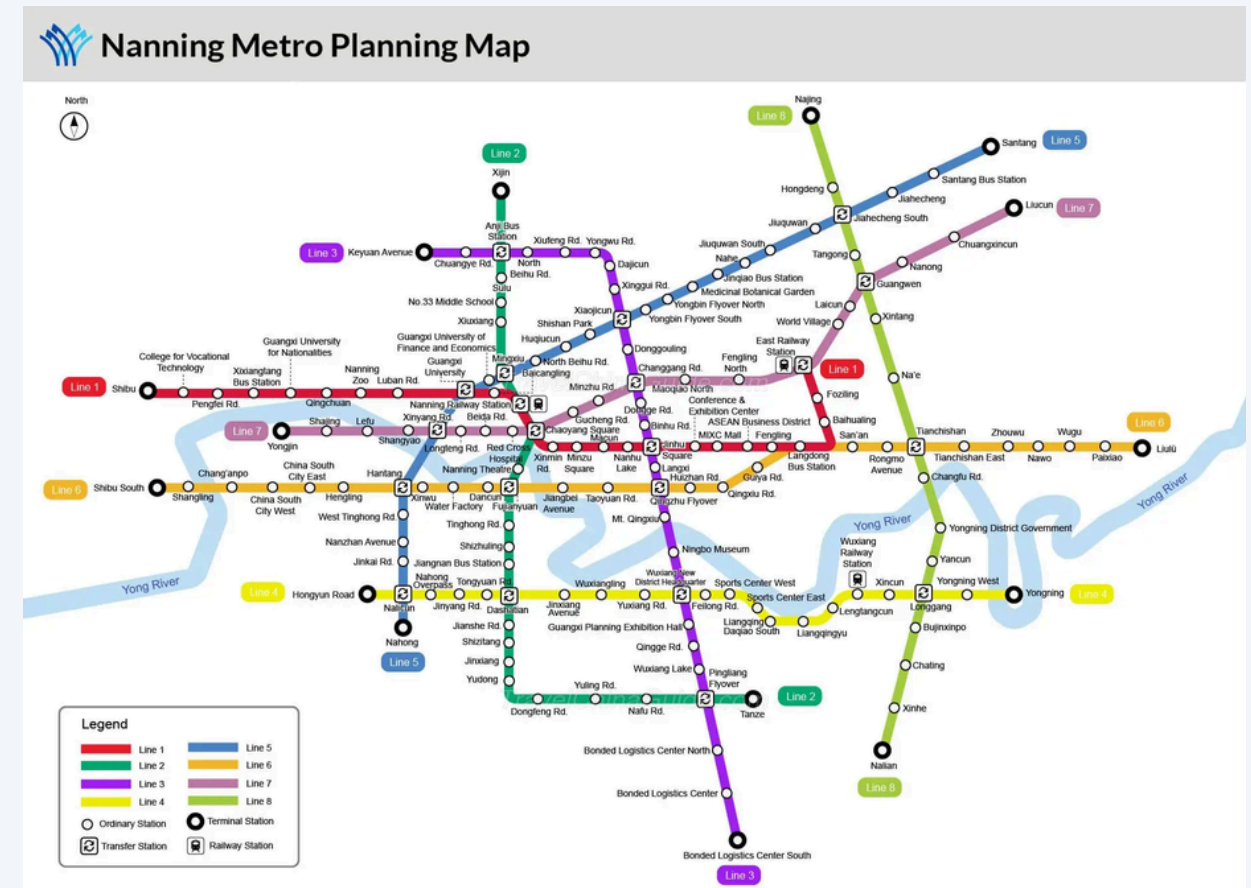 Nanning Metro Planning Map
North
Najing
Line 8
Line 2
Santang
Line 5
Xijin
Santang Bus Station
Hongdeng
Jiahecheng
Liucun
Line 7
Jiahecheng South
Jiuquwan
Anji Bus
Station
Xiufeng Rd.
Yongwu Rd.
Line 3
Keyuan Avenue
Chuangye Rd.
North
Beihu Rd.
Dajicun
Jiuquwan South
Nahe
Tangong
Chuangxincun
Nanong
Jinqiao Bus Station
Guangwen
Sulu
Xinggui Rd.
Medicinal Botanical Garden
No.33 Middle School
Yongbin Flyover North
Laicun
Xiaojicun
Yongbin Flyover South
Xiuxiang
Shishan Park
World Village
Xintang
Guangxi University of
Finance and Economics
Huqiucun
Guangxi University
for Nationalities
East Railway
Station
Donggouling
College for Vocational
Technology
Guangxi
University
Mingxiu
North Beihu Rd.
Fengling
North
Xixiangtang
Bus Station
Nanning
Zoo
Luban Rd.
Baicangling
Changgang Rd.
Line 1
Line 1
Shibu
Minzhu Rd.
Maoqiao North
Na'e
Pengfei Rd.
Qingchuan
Nanning Railway Station
Conference &
Exhibition Center
Foziling
Dongge Rd.
Gucheng Rd.
Xinyang Rd.
Beida Rd.
Binhu Rd.
ASEAN Business District
Baihualing
Line 6
Shajing
Lefu
Line 7
Chaoyang Square
Yongjin
Shangyao
Macun
Jinhu
Square
MIXC Mall
Fengling
San'an
Tianchishan
Zhouwu
Wugu
Longfeng Rd.
Red Cross
Hospital
Xinmin
Rd.
Minzu
Square
Nanhu
Lake
Langdong
Bus Station
Rongmo
Avenue
Tianchishan East
Nawo
Paixiao
Liulü
Nanning Theatre
Langxi
Hantang
Chang'anpo
China South
City East
Huizhan Rd.
Guiya Rd.
Changfu Rd.
Line 6
Shibu South
Shangling
China South
City West
Hengling
Xinwu
Water Factory
Dancun
Fujianyuan
Jiangbei
Avenue
Taoyuan Rd.
Qingzhu Flyover
Qingxiu Rd.
Yong River
West Tinghong Rd.
Tinghong Rd.
Mt. Qingxiu
Yong River
Yongning District Government
Nanzhan Avenue
Shizhuling
Ningbo Museum
Wuxiang
Railway
Station
Jinkai Rd.
Jiangnan Bus Station
Yancun
Yong River
Nahong
Overpass
Tongyuan Rd
Wuxiangling
Wuxiang New
District Headquarter
Sports Center West
Xincun
Yongning West
Line 4
Hongyun Road
Sports Center East
Yongning
Line 4
Nalicun
Jinyang Rd.
Dashatian
Jinxiang
Avenue
Yuxiang Rd.
Feilong Rd.
Lengtangcun
Longgang
Jianshe Rd.
Guangxi Planning Exhibition Hall
Liangqing
Daqiao South
Liangqingyu
Bujinxinpo
Nahong
Shizitang
Qingge Rd.
Line 5
Jinxiang
Wuxiang Lake
Pingliang
Flyover
Chating
Yudong
Yuling Rd.
Line 2
Dongfeng Rd.
Nafu Rd.
Tanze
Xinhe
Legend
Line 1
Line 5
Line 2
Line 6
Line 3
Line 7
Line 4
Line 8
Ordinary Station
Terminal Station
Transfer Station
Railway Station
Bonded Logistics Center North
Nalian
Line 8
Bonded Logistics Center
Bonded Logistics Center South
Line 3